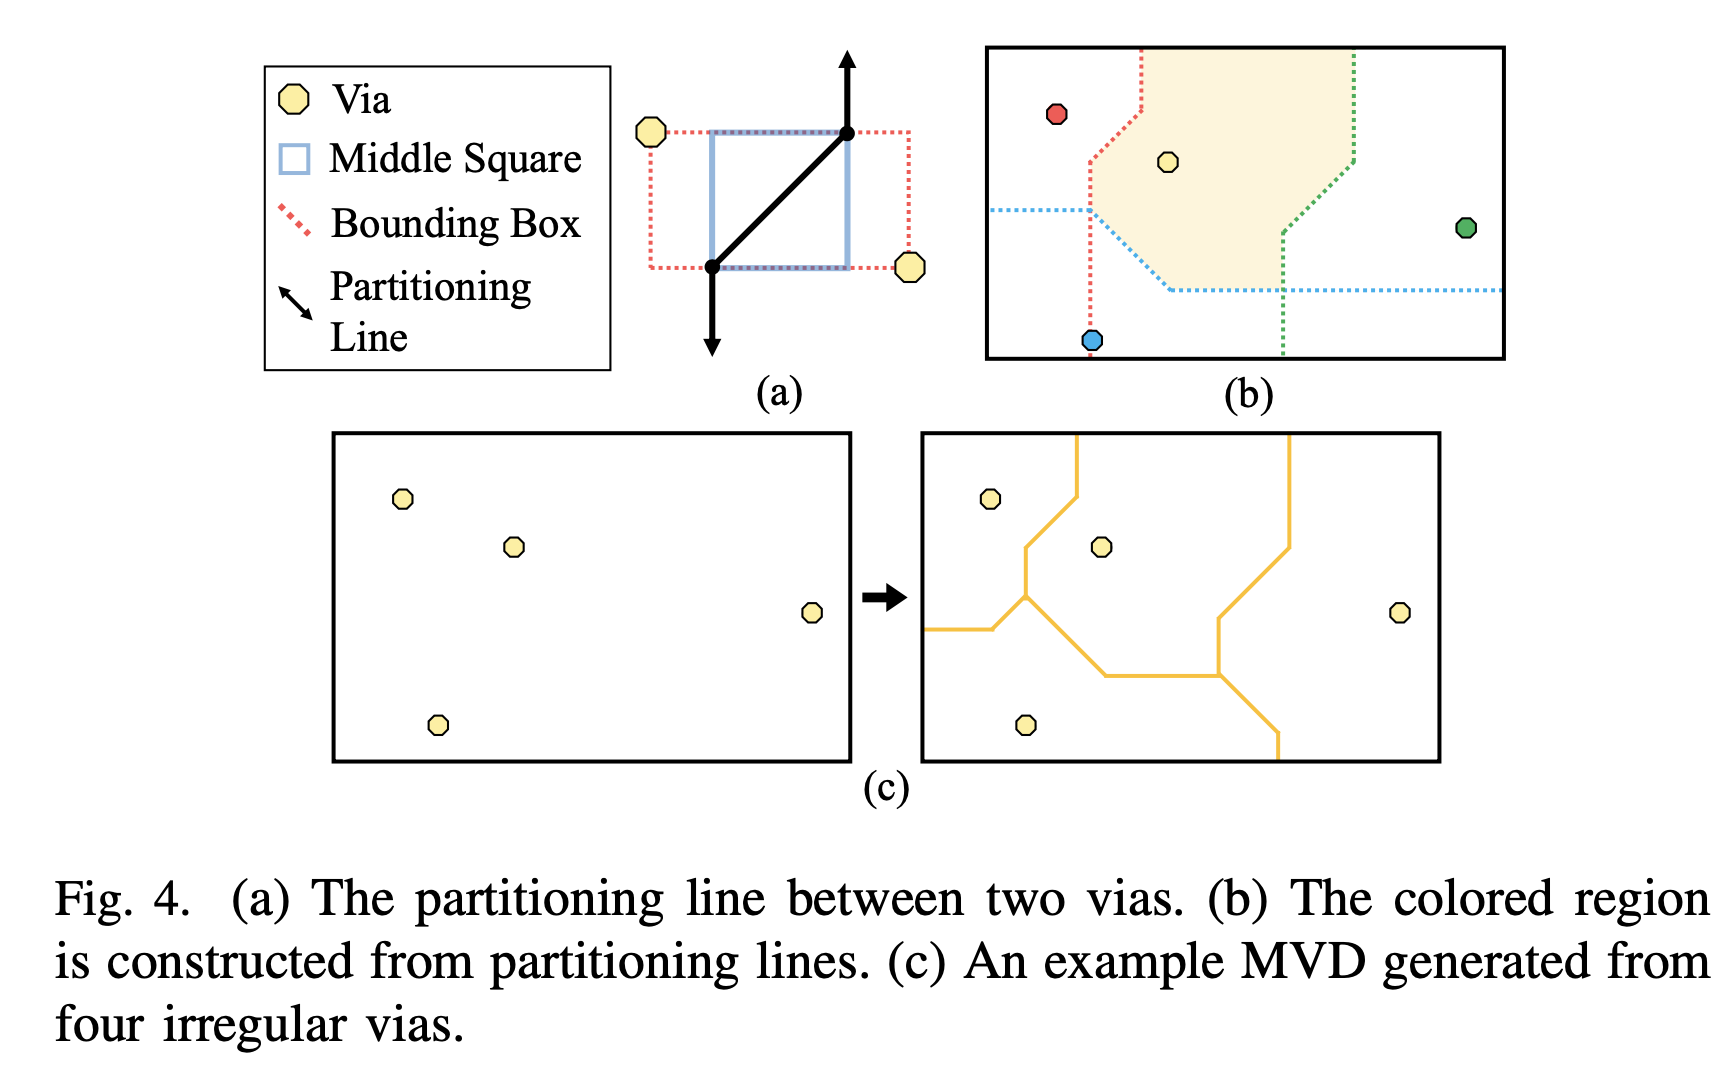 Via
Middle Square
Bounding Box
Partitioning
Line
(a)
(b)
(c)
Fig. 4. (a) The partitioning line between two vias. (b) The colored region
is constructed from partitioning lines. (c) An example MVD generated from
four irregular vias.